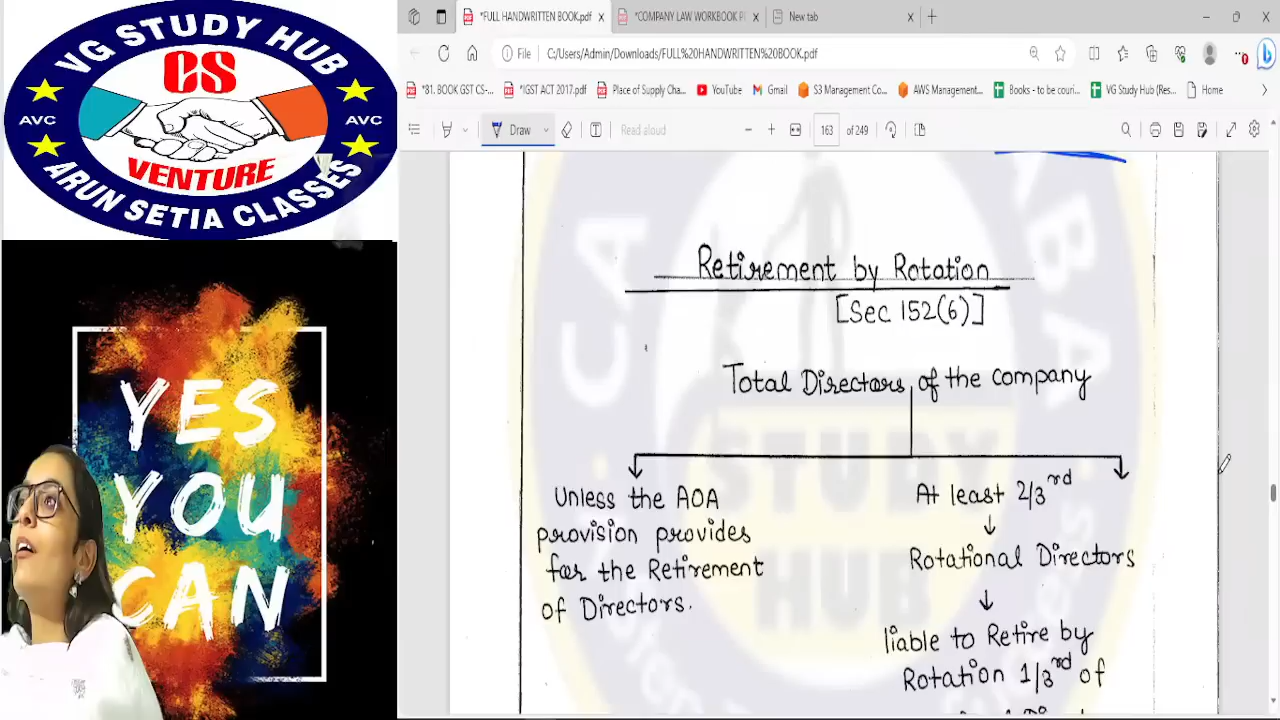 VG STUDY HUB
CS
AVC
AVC
VENTURE
ARUN SETIA CLASSES
YES
YOU
CAN
*FULL HANDWRITTEN BOOK.pdf
*COMPANY LAW WORKBOOK PT
New tab
File
C:/Users/Admin/Downloads/FULL%20HANDWRITTEN%20BOOK.pdf
*81. BOOK GST CS-...
*IGST ACT 2017.pdf
Place of Supply Cha...
YouTube
Gmail
S3 Management Co...
AWS Management...
Books - to be couri...
VG Study Hub (Res...
Home
Draw
Read aloud
163
of 249
Retirement by Rotation
[Sec 152(6)]
Total Directors of the company
Unless the AOA
provision provides
for the Retirement
of Directors.
At least 2/3rd
Rotational Directors
liable to Retire by
Rotation 1/3rd of